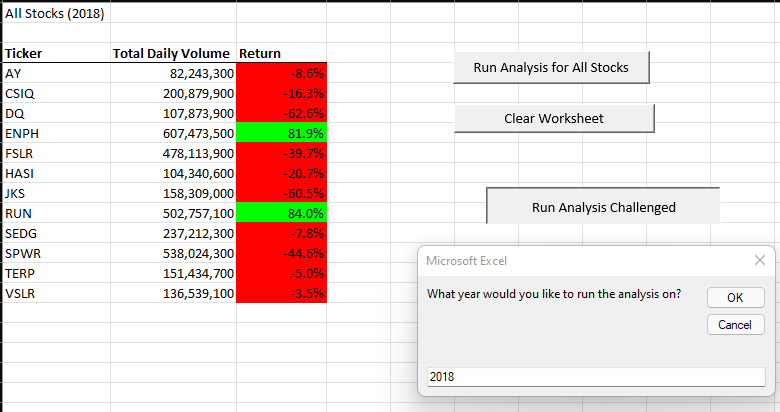 All Stocks (2018)
Ticker Total Daily Volume Return
AY 82,243,300 -8.6%
CSIQ 200,879,900 -16.3%
DQ 107,873,900 -62.6%
ENPH 607,473,500 81.9%
FSLR 478,113,900 -39.7%
HASI 104,340,600 -20.7%
JKS 158,309,000 -60.5%
RUN 502,757,100 84.0%
SEDG 237,212,300 -7.8%
SPWR 538,024,300 -44.6%
TERP 151,434,700 -5.0%
VSLR 136,539,100 -3.5%
Run Analysis for All Stocks
Clear Worksheet
Run Analysis Challenged
Microsoft Excel
What year would you like to run the analysis on?
OK
Cancel
2018